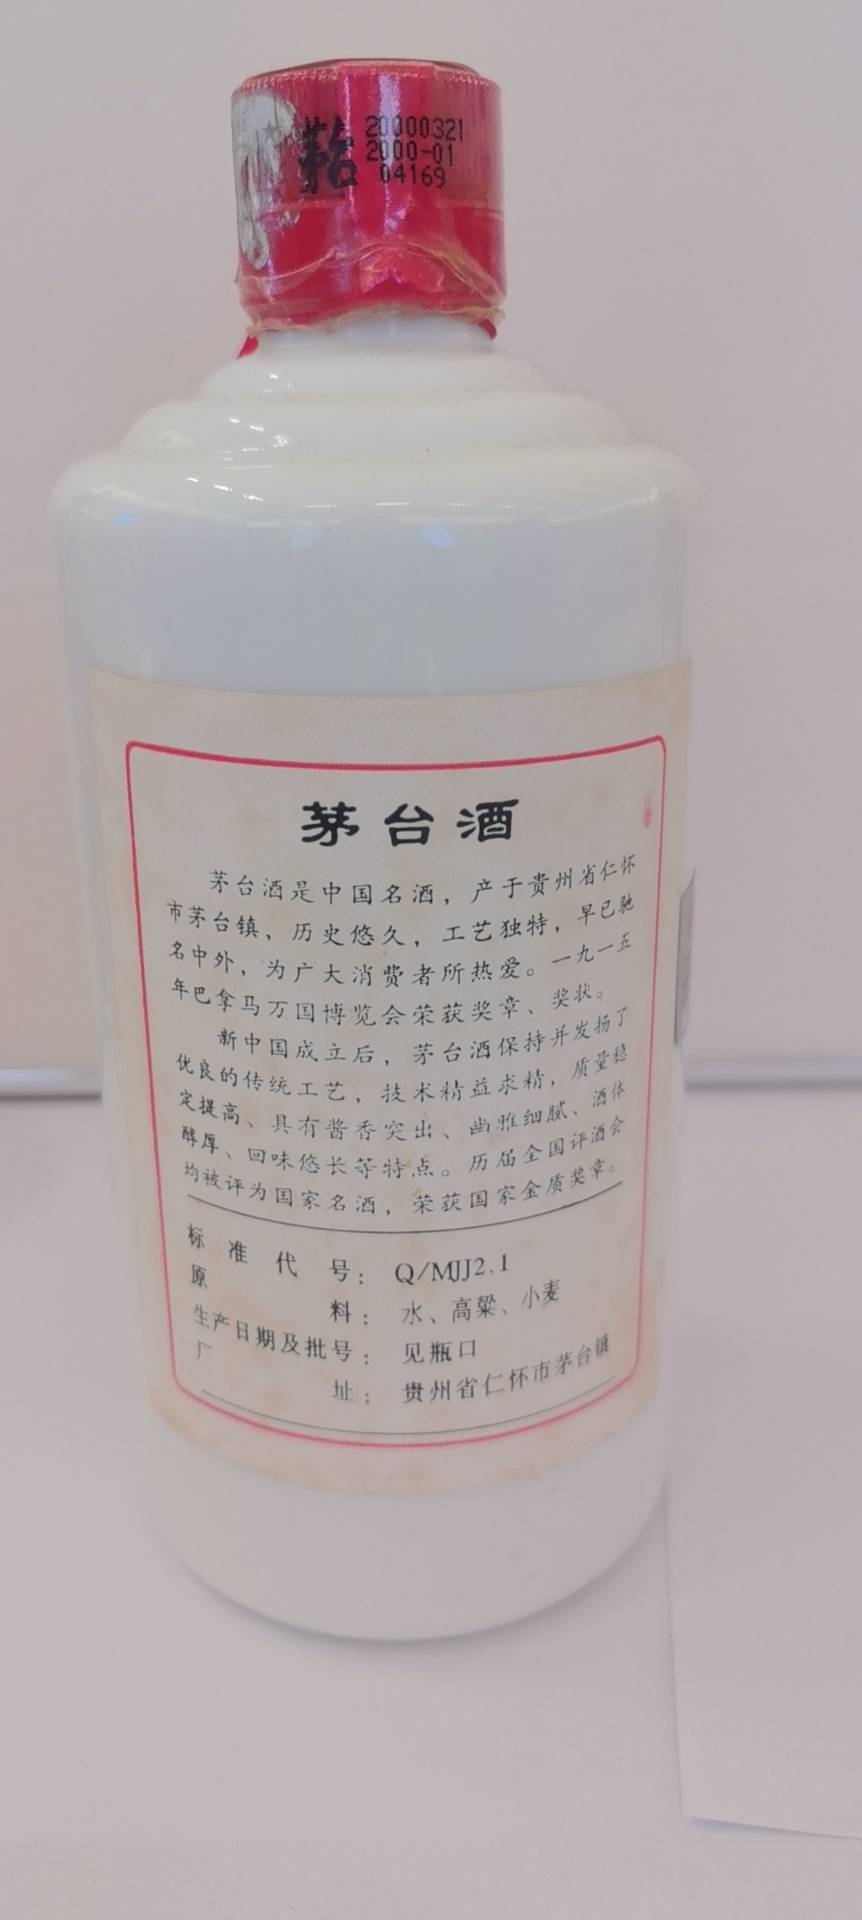 茅台
20000321
2000-01
04169
茅台酒
茅台酒是中国名酒，产于贵州省仁怀
市茅台镇，历史悠久，工艺独特，早已驰
名中外，为广大消费者所热爱。一九一五
年巴拿马万国博览会荣获奖章、奖状。
新中国成立后，茅台酒保持并发扬了
优良的传统工艺，技术精益求精，质量稳
定提高、具有酱香突出、幽雅细腻、酒体
醇厚、回味悠长等特点。历届全国评酒会
均被评为国家名酒，荣获国家金质奖章。
标准代号：Q/MJJ2.1
原料：水、高粱、小麦
生产日期及批号：见瓶口
厂址：贵州省仁怀市茅台镇